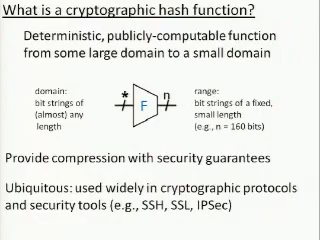 What is a cryptographic hash function?
Deterministic, publicly-computable function
from some large domain to a small domain
domain:
bit strings of
(almost) any
length
* F n
range:
bit strings of a fixed,
small length
(e.g., n = 160 bits)
Provide compression with security guarantees
Ubiquitous: used widely in cryptographic protocols
and security tools (e.g., SSH, SSL, IPSec)